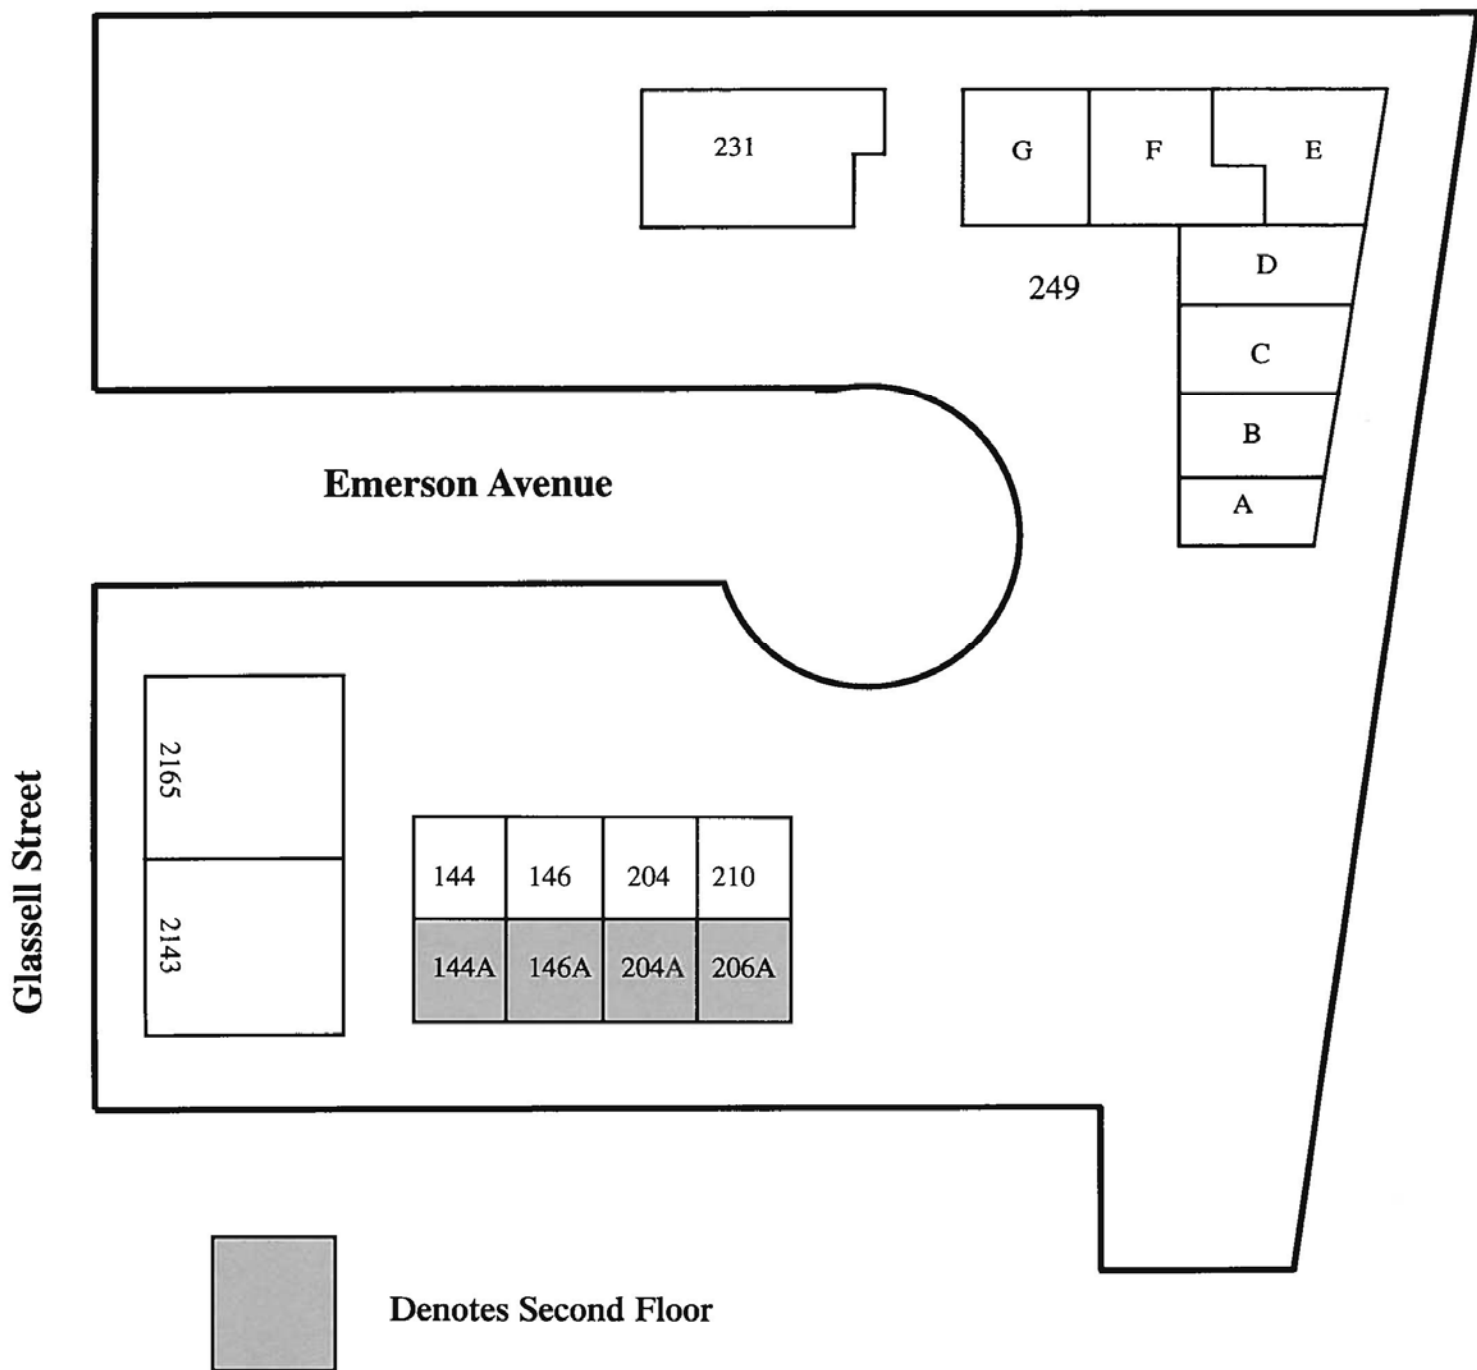 231
G
F
E
D
249
C
B
A
Emerson Avenue
2165
2143
Glassell Street
144
146
204
210
144A
146A
204A
206A
Denotes Second Floor